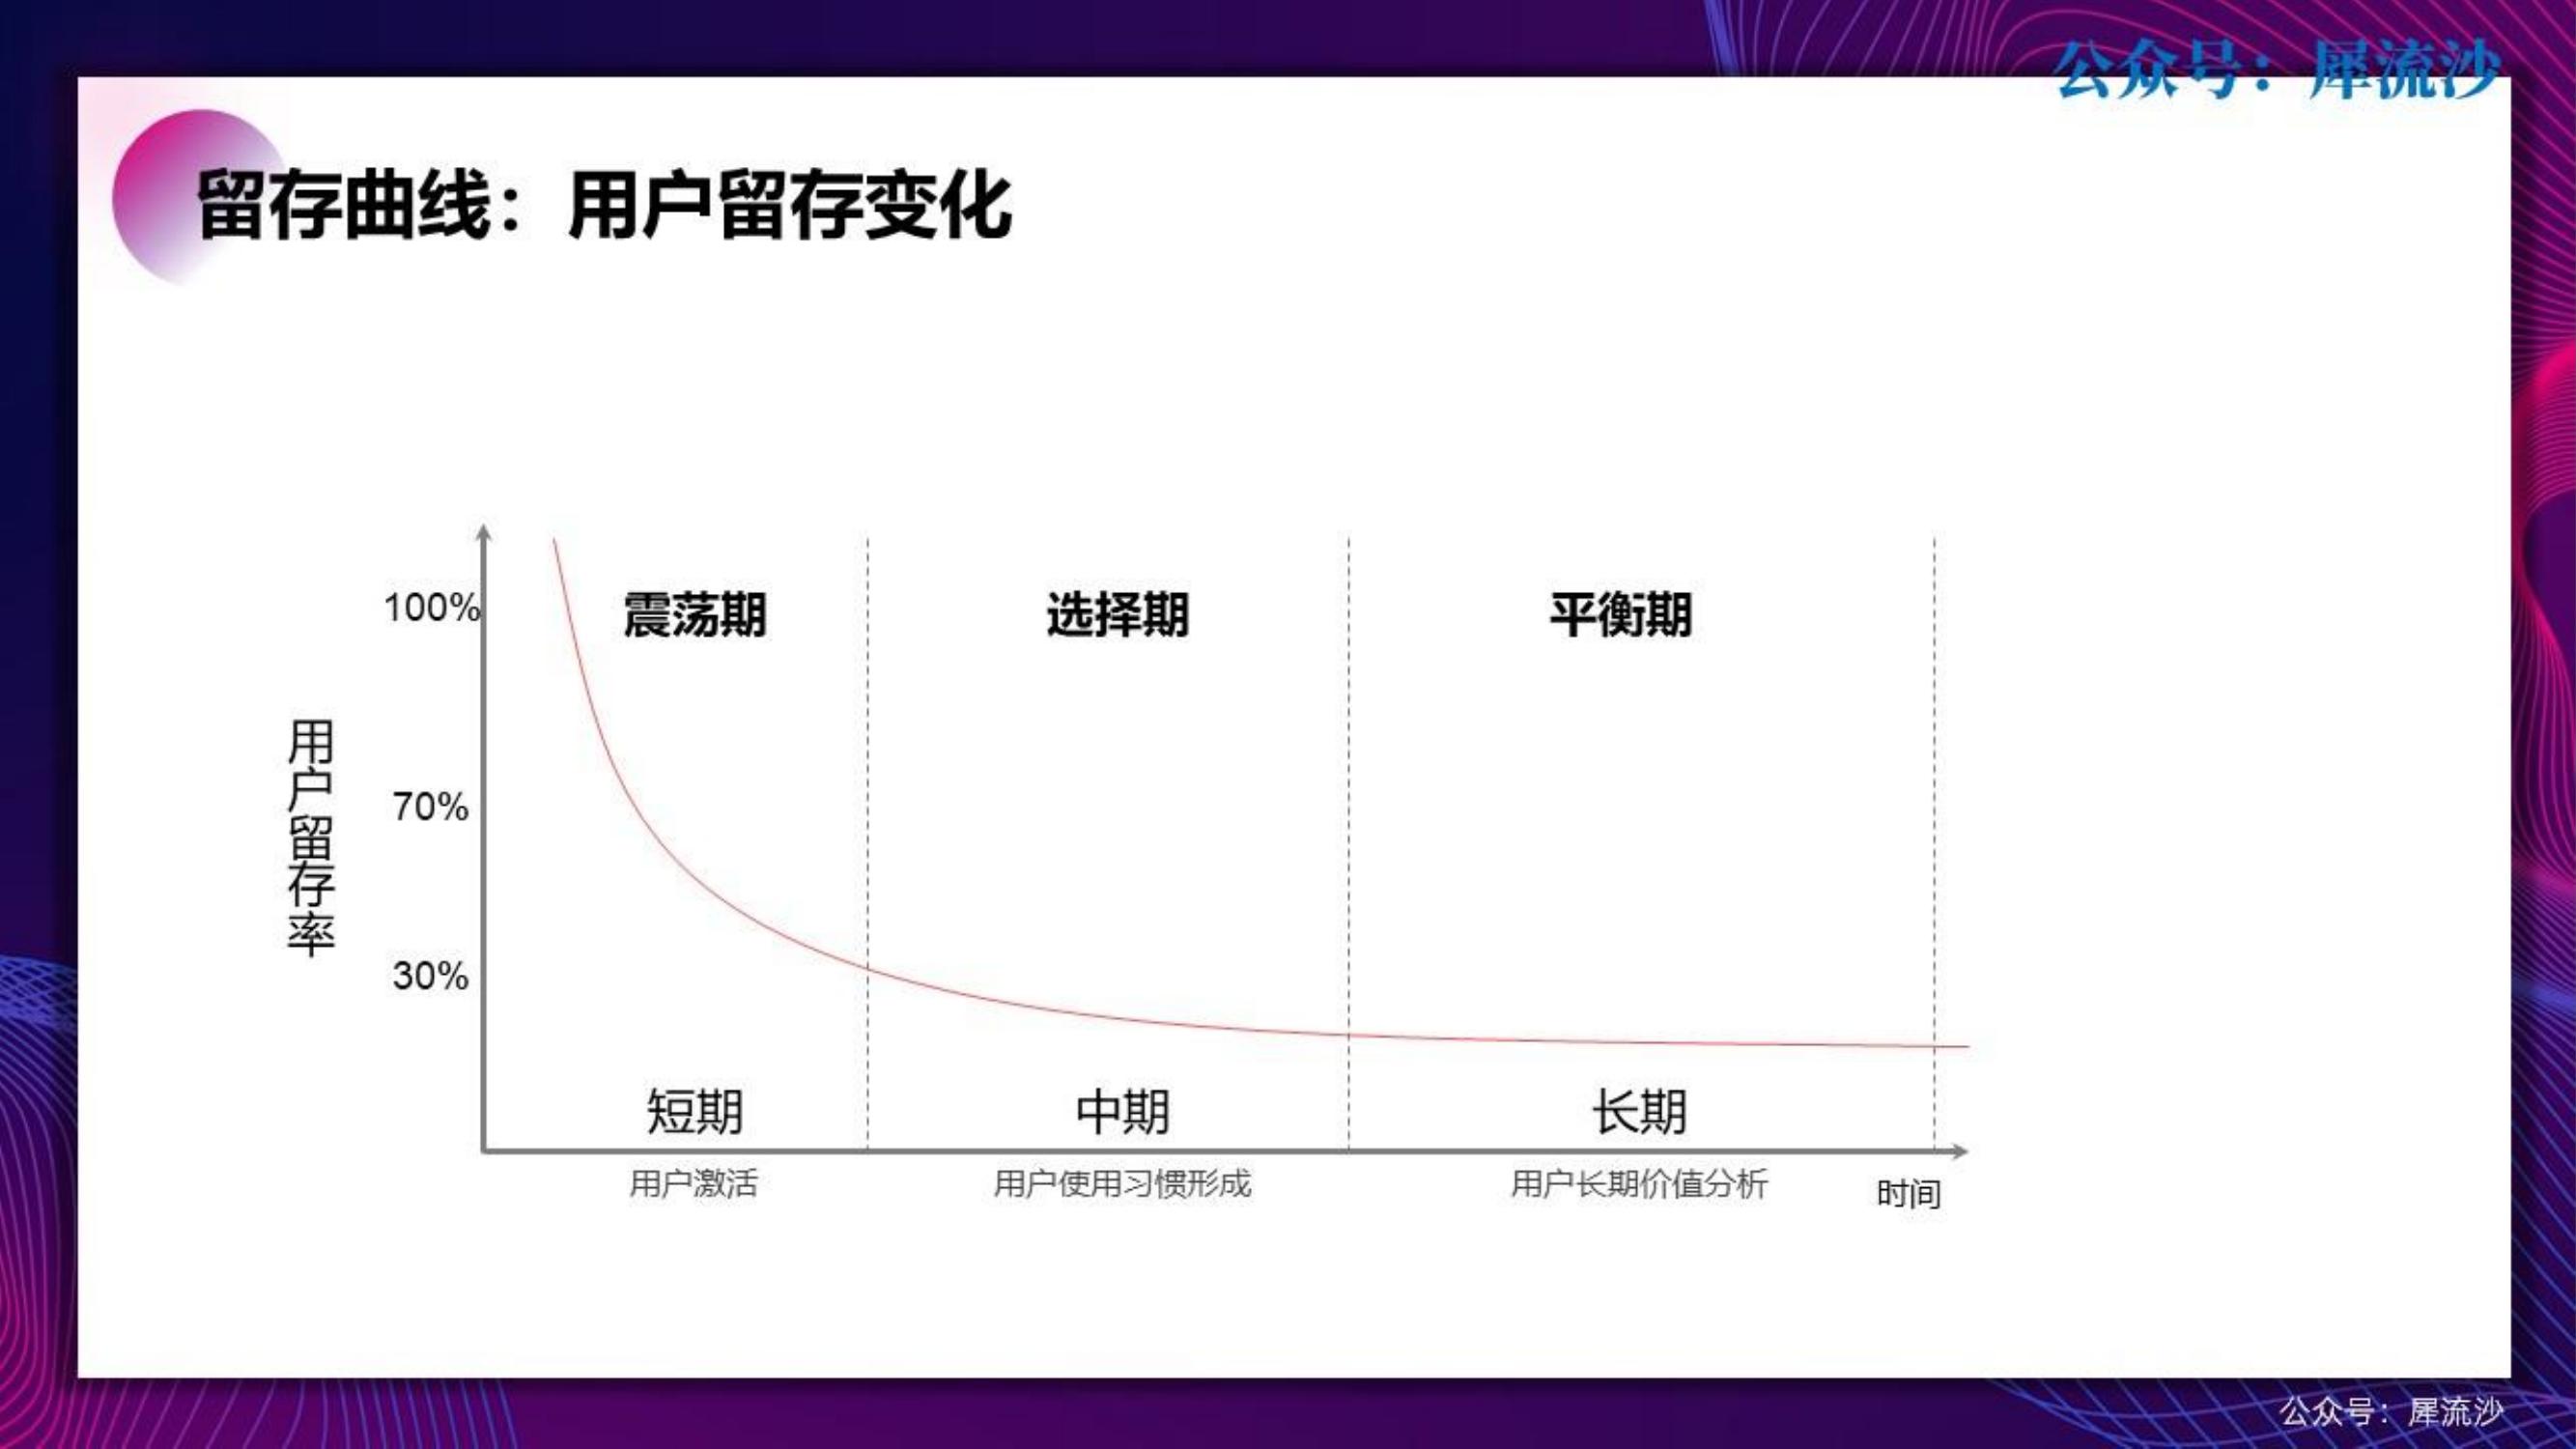 公众号：犀流沙
留存曲线：用户留存变化
100%
70%
30%
用户留存率
震荡期
选择期
平衡期
短期
中期
长期
用户激活
用户使用习惯形成
用户长期价值分析
时间
公众号：犀流沙